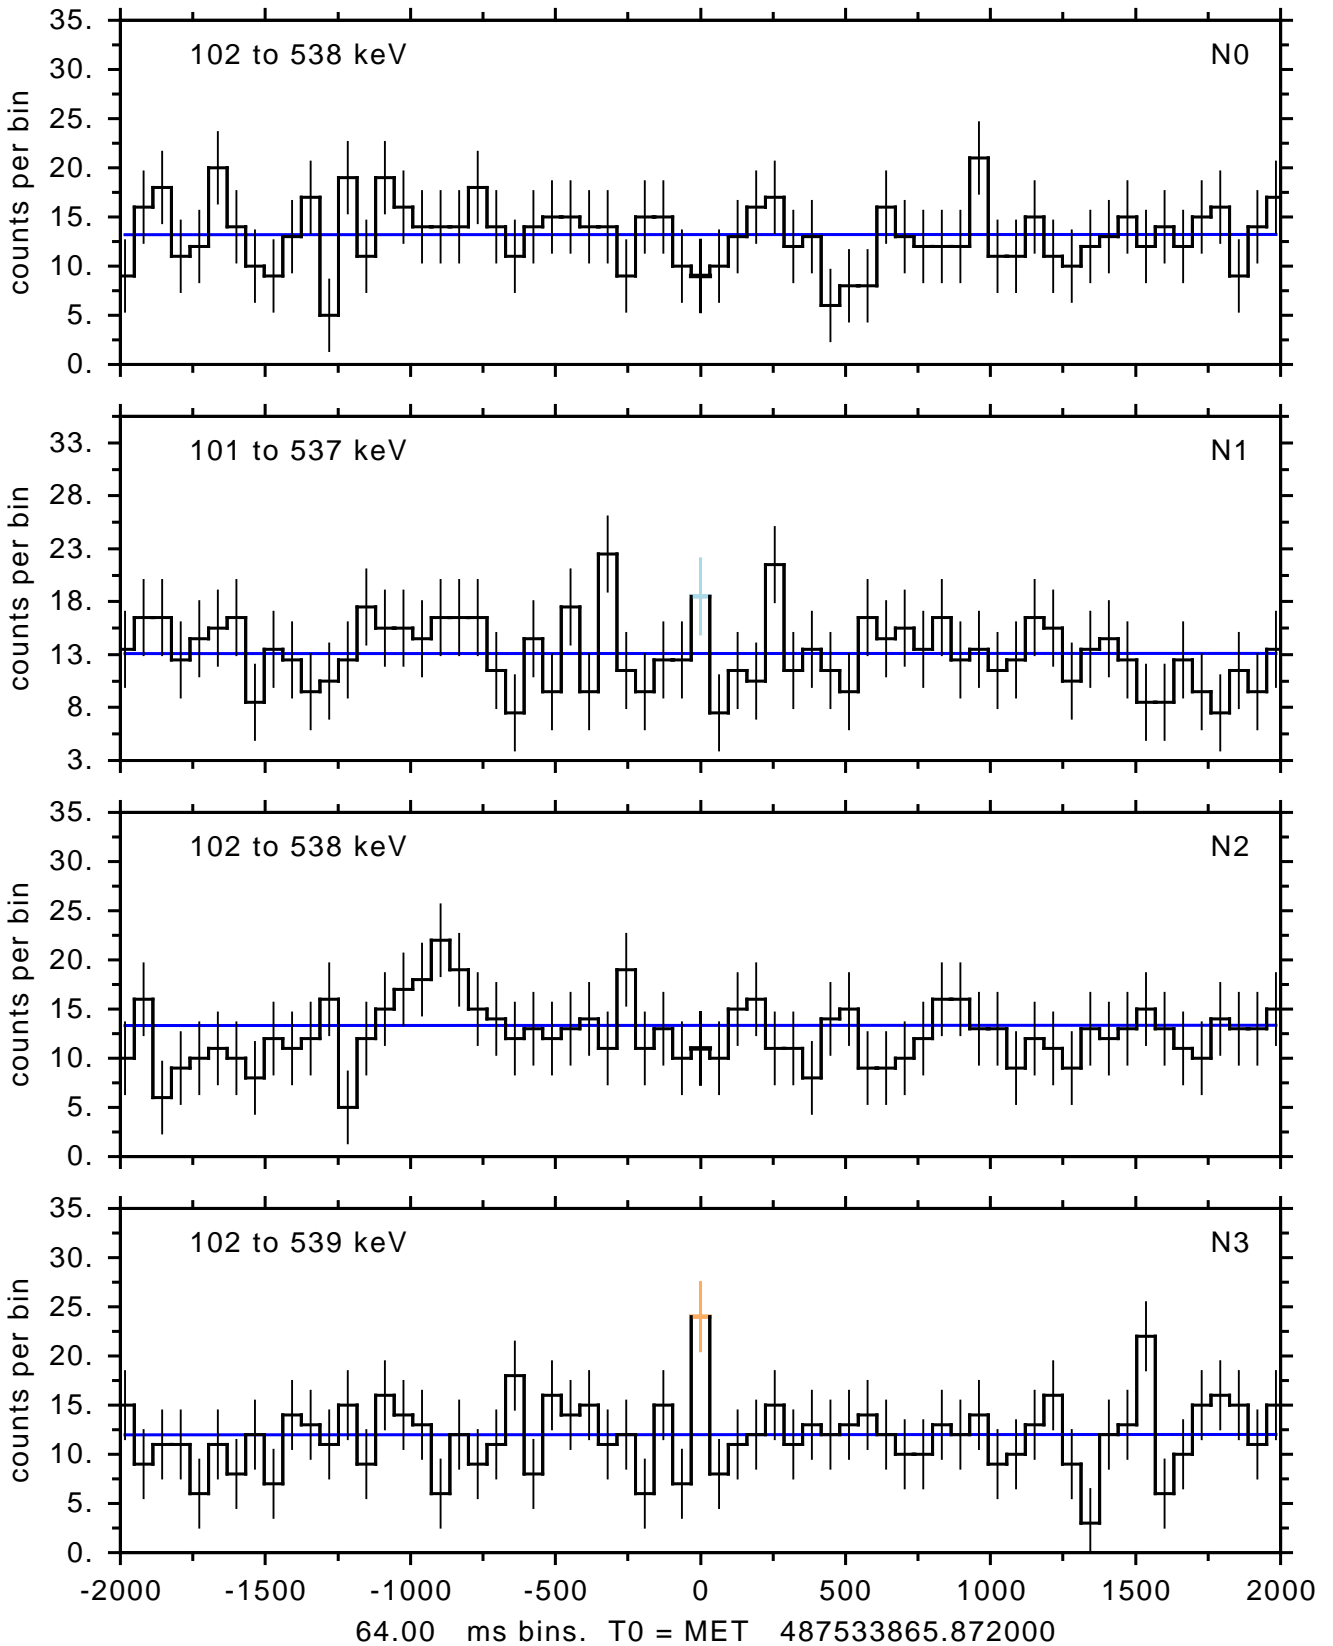 35.
30.
25.
20.
15.
10.
5.
0.
counts per bin
102 to 538 keV
N0
33.
28.
23.
18.
13.
8.
3.
counts per bin
101 to 537 keV
N1
35.
30.
25.
20.
15.
10.
5.
0.
counts per bin
102 to 538 keV
N2
35.
30.
25.
20.
15.
10.
5.
0.
counts per bin
102 to 539 keV
N3
-2000 -1500 -1000 -500 0 500 1000 1500 2000
64.00 ms bins. T0 = MET 487533865.872000